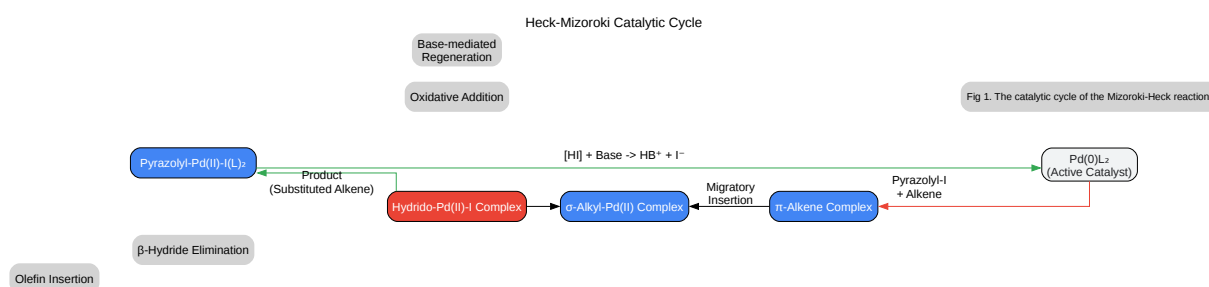 Heck-Mizoroki Catalytic Cycle
Base-mediated
Regeneration
Oxidative Addition
Fig 1. The catalytic cycle of the Mizoroki-Heck reaction
Pyrazolyl-Pd(II)-I(L)₂
[HI] + Base -> HB⁺ + I⁻
Pd(0)L₂
(Active Catalyst)
Product
(Substituted Alkene)
Hydrido-Pd(II)-I Complex
σ-Alkyl-Pd(II) Complex
Migratory
Insertion
π-Alkene Complex
Pyrazolyl-I
+ Alkene
β-Hydride Elimination
Olefin Insertion